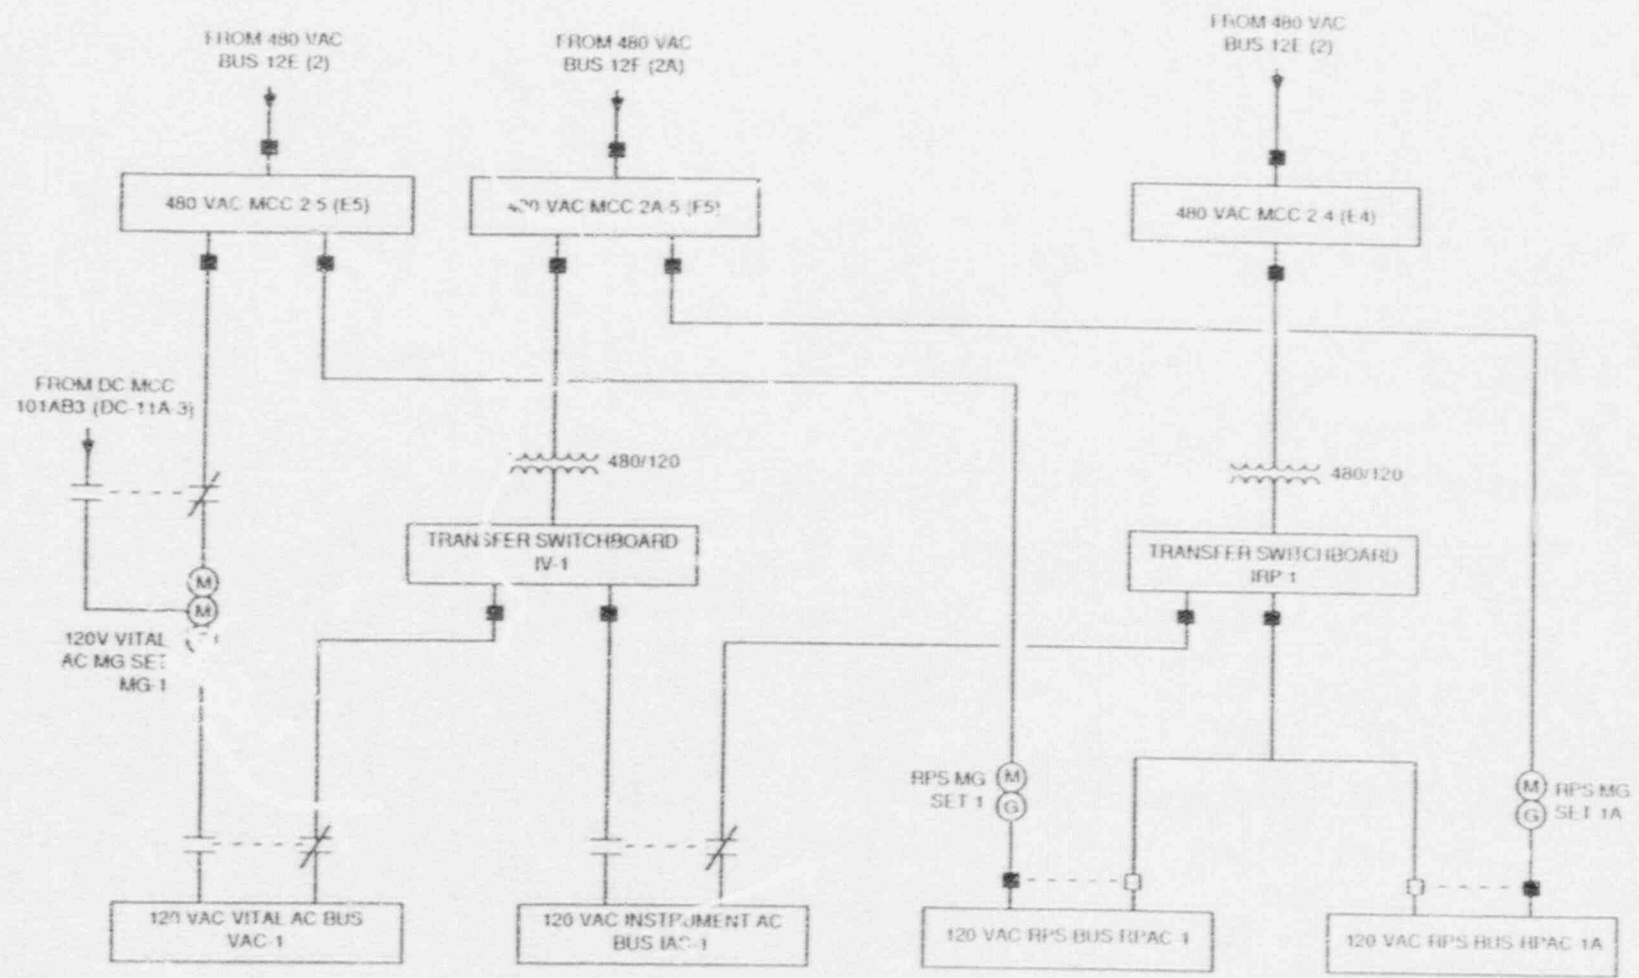 FROM 480 VAC
BUS 12E (2)
FROM 480 VAC
BUS 12F (2A)
FROM 480 VAC
BUS 12E (2)
480 VAC MCC 2-5 (E5)
480 VAC MCC 2A-5 (F5)
480 VAC MCC 2-4 (E4)
FROM DC MCC
101AB3 (DC-11A-3)
480/120
480/120
TRANSFER SWITCHBOARD
IV-1
TRANSFER SWITCHBOARD
IRP 1
M
M
120V VITAL
AC MG SET
MG-1
RPS MG
SET 1
M
G
M
G
RPS MG
SET 1A
120 VAC VITAL AC BUS
VAC-1
120 VAC INSTRUMENT AC
BUS IAC-1
120 VAC RPS BUS RPAC 1
120 VAC RPS BUS RPAC 1A